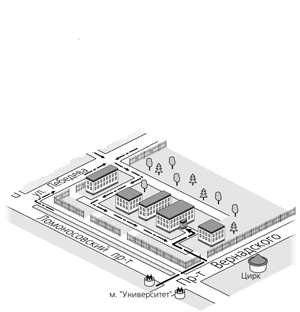 ул. Лебедева
Ломоносовский пр-т
пр-т Вернадского
Цирк
м. "Университет"